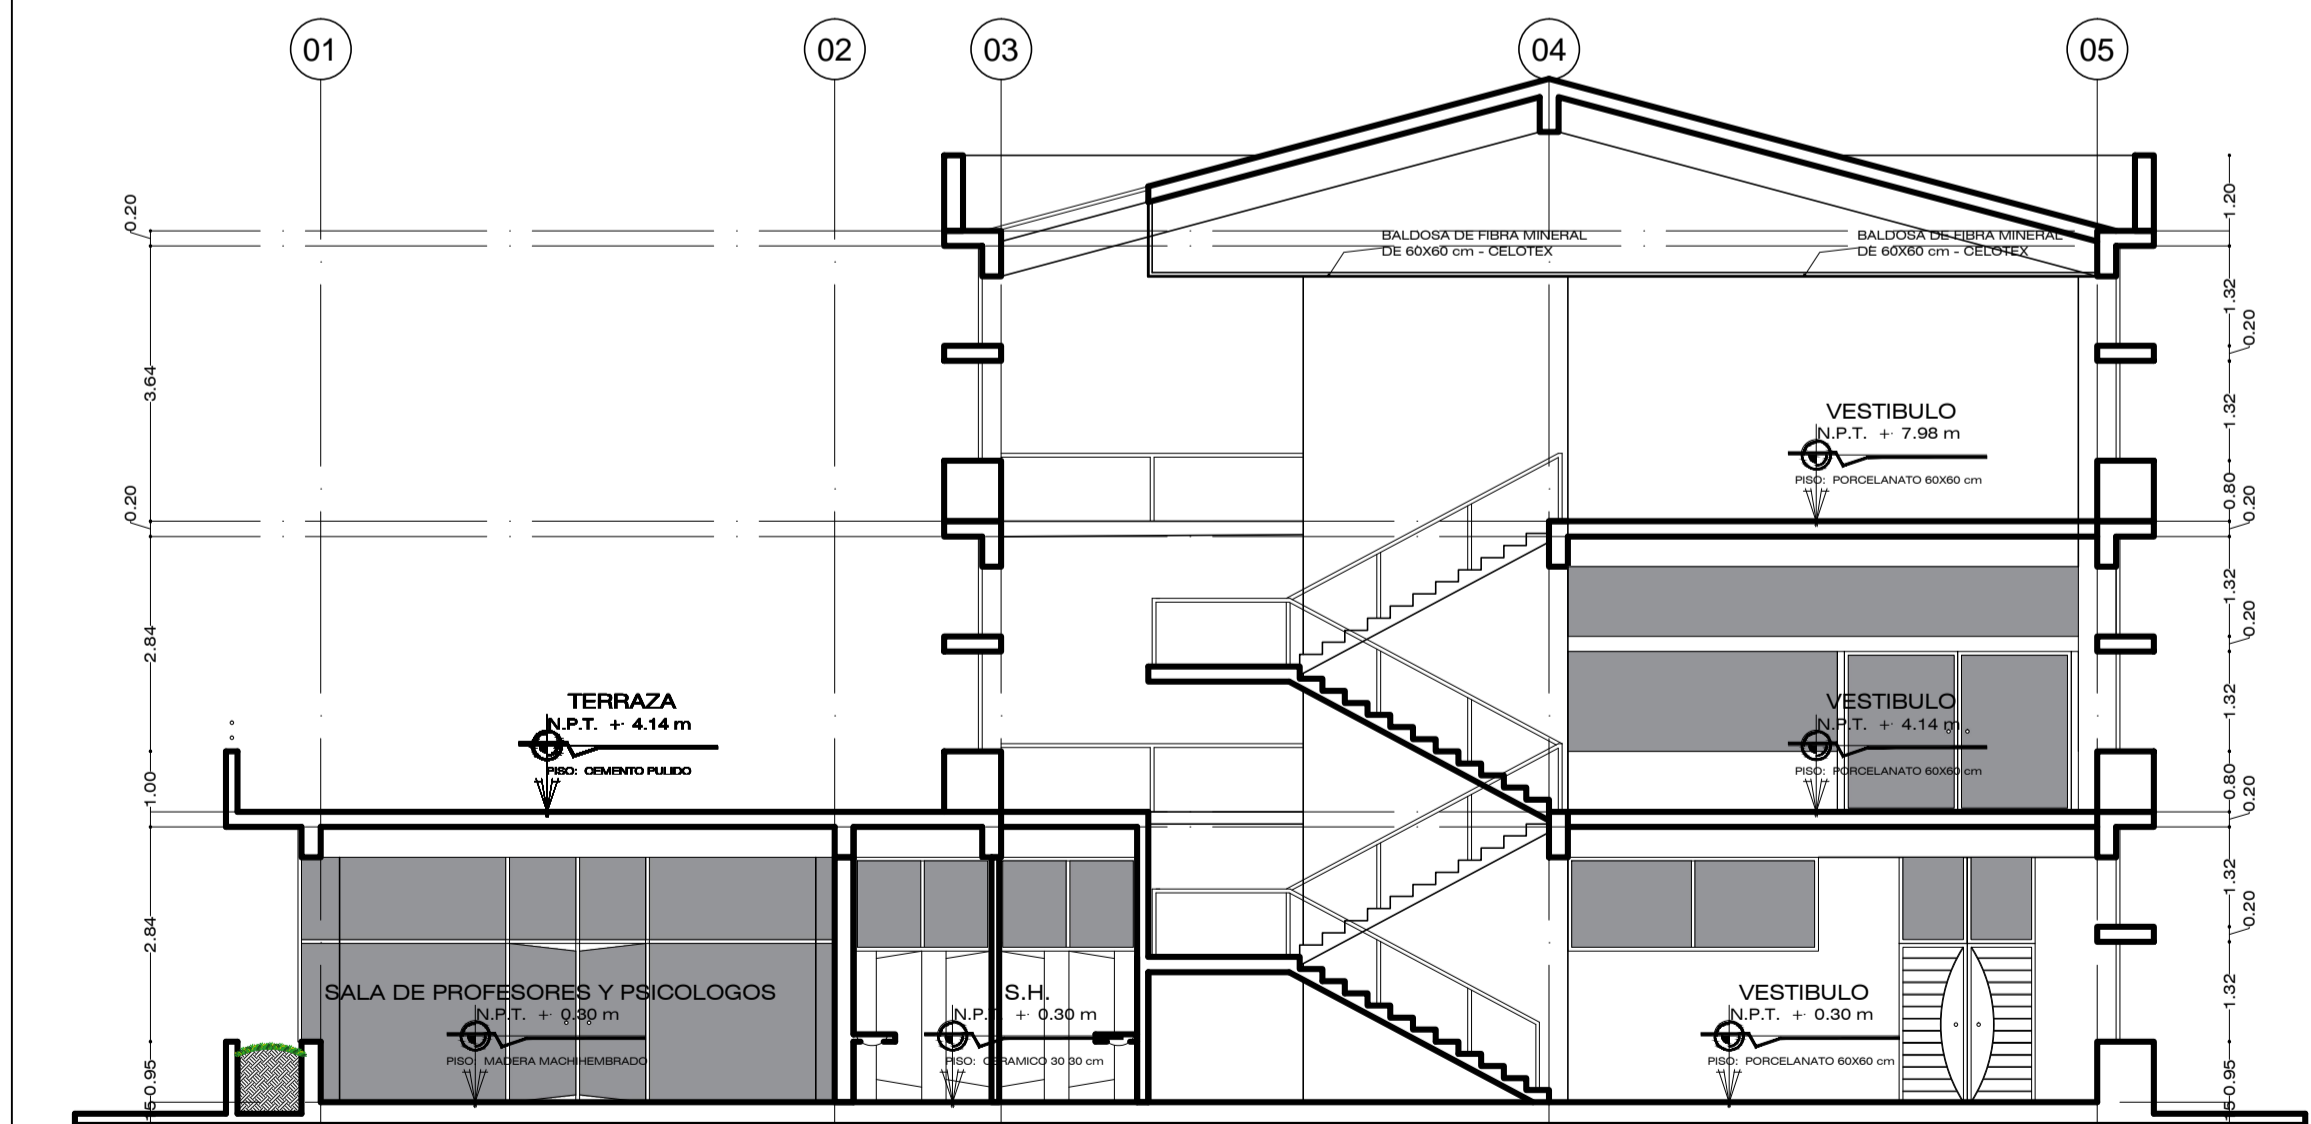 01 02 03 04 05
0.20
1.20
BALDOSA DE FIBRA MINERAL
DE 60X60 cm - CELOTEX
BALDOSA DE FIBRA MINERAL
DE 60X60 cm - CELOTEX
1.32
0.20
3.64
1.32
VESTIBULO
N.P.T. + 7.98 m
PISO: PORCELANATO 60X60 cm
0.80
0.20
0.20
1.32
0.20
2.84
1.32
TERRAZA
N.P.T. + 4.14 m
PISO: CEMENTO PULIDO
VESTIBULO
N.P.T. + 4.14 m
PISO: PORCELANATO 60X60 cm
1.00
0.80
0.20
1.32
0.20
2.84
1.32
SALA DE PROFESORES Y PSICOLOGOS
N.P.T. + 0.30 m
PISO: MADERA MACHIHEMBRADO
S.H.
N.P.T. + 0.30 m
PISO: CERAMICO 30 30 cm
VESTIBULO
N.P.T. + 0.30 m
PISO: PORCELANATO 60X60 cm
0.95
0.95